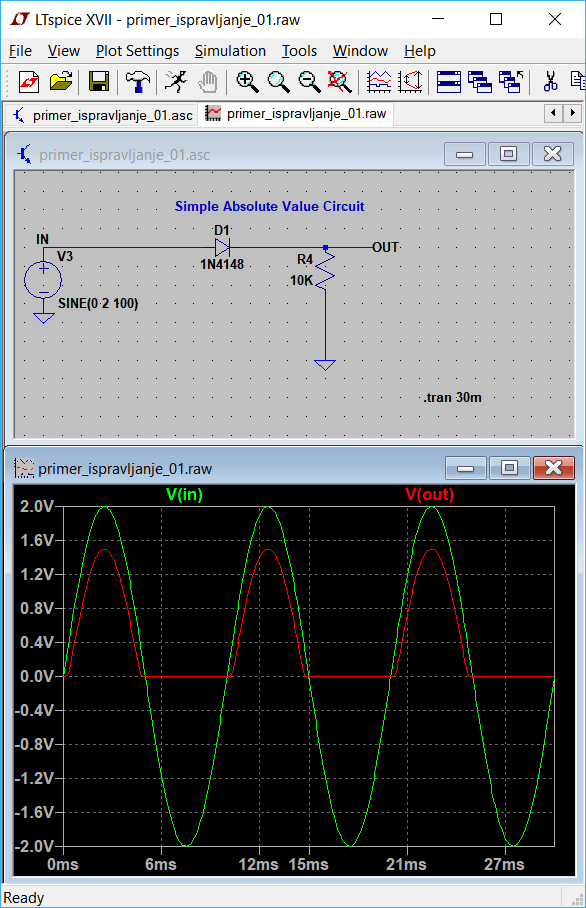 LTspice XVII - primer_ispravljanje_01.raw
File View Plot Settings Simulation Tools Window Help
primer_ispravljanje_01.asc primer_ispravljanje_01.raw
primer_ispravljanje_01.asc
Simple Absolute Value Circuit
D1
IN
OUT
V3
1N4148
R4
10K
SINE(0 2 100)
.tran 30m
primer_ispravljanje_01.raw
V(in) V(out)
2.0V
1.6V
1.2V
0.8V
0.4V
0.0V
-0.4V
-0.8V
-1.2V
-1.6V
-2.0V
0ms 6ms 12ms 15ms 21ms 27ms
Ready